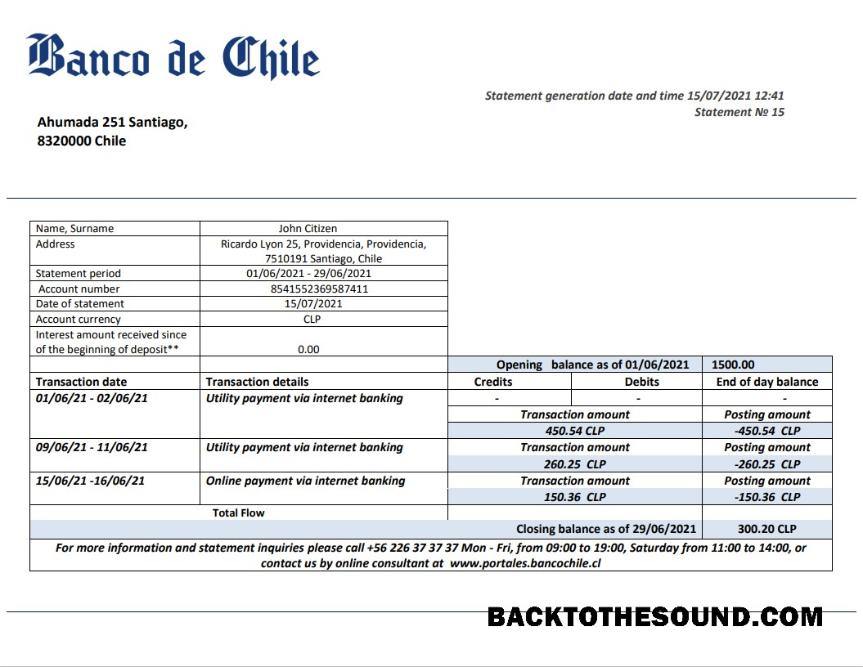 Banco de Chile
Statement generation date and time 15/07/2021 12:41
Statement № 15
Ahumada 251 Santiago,
8320000 Chile
Name, Surname John Citizen
Address Ricardo Lyon 25, Providencia, Providencia,
7510191 Santiago, Chile
Statement period 01/06/2021 - 29/06/2021
Account number 8541552369587411
Date of statement 15/07/2021
Account currency CLP
Interest amount received since
of the beginning of deposit** 0.00
Opening balance as of 01/06/2021 1500.00
Transaction date Transaction details Credits Debits End of day balance
01/06/21 - 02/06/21 Utility payment via internet banking - - -
Transaction amount Posting amount
450.54 CLP -450.54 CLP
09/06/21 - 11/06/21 Utility payment via internet banking Transaction amount Posting amount
260.25 CLP -260.25 CLP
15/06/21 -16/06/21 Online payment via internet banking Transaction amount Posting amount
150.36 CLP -150.36 CLP
Total Flow
Closing balance as of 29/06/2021 300.20 CLP
For more information and statement inquiries please call +56 226 37 37 37 Mon - Fri, from 09:00 to 19:00, Saturday from 11:00 to 14:00, or
contact us by online consultant at www.portales.bancochile.cl
BACKTOTHESOUND.COM